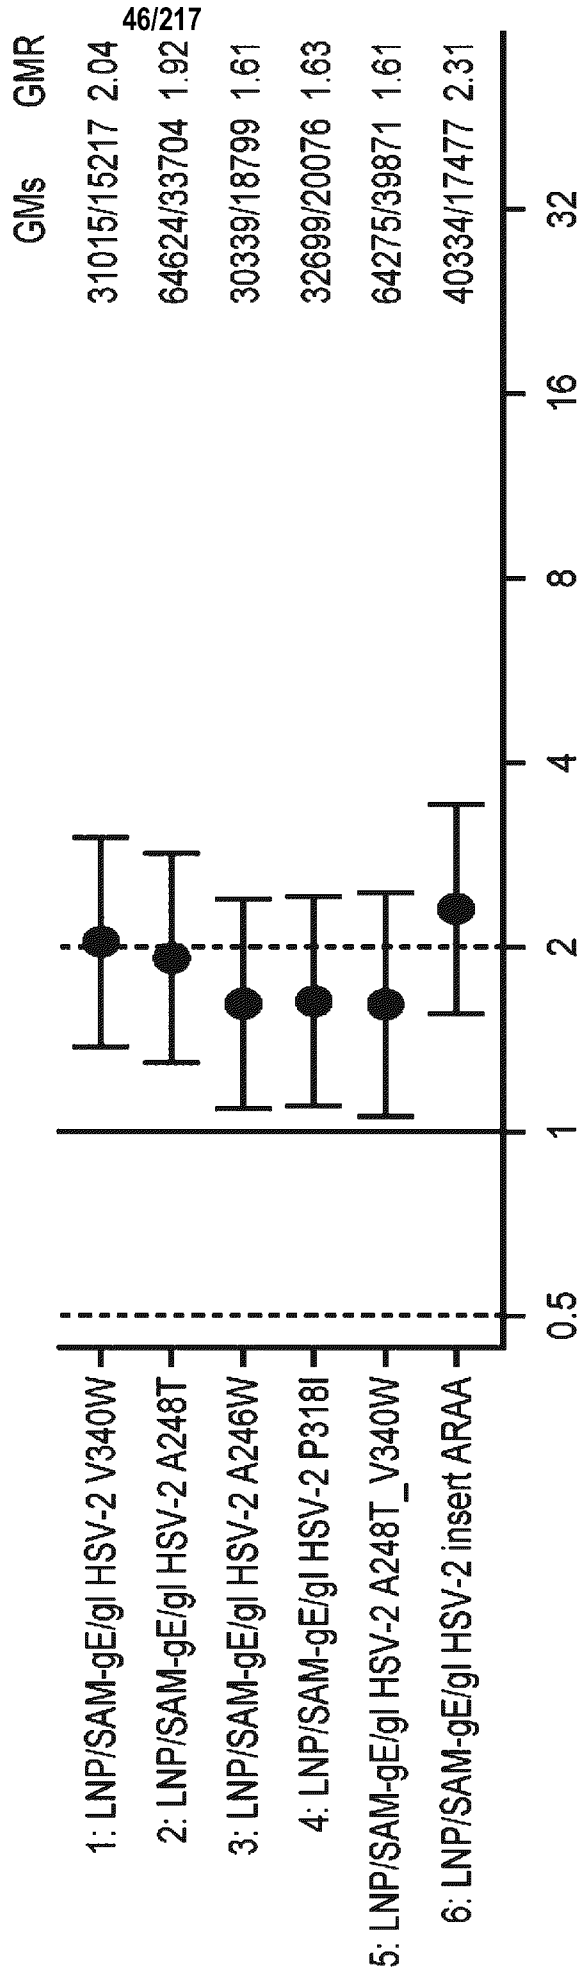 46/217
GMs GMR
1: LNP/SAM-gE/gI HSV-2 V340W 31015/15217 2.04
2: LNP/SAM-gE/gI HSV-2 A248T 64624/33704 1.92
3: LNP/SAM-gE/gI HSV-2 A246W 30339/18799 1.61
4: LNP/SAM-gE/gI HSV-2 P318I 32699/20076 1.63
5: LNP/SAM-gE/gI HSV-2 A248T_V340W 64275/39871 1.61
6: LNP/SAM-gE/gI HSV-2 insert ARAA 40334/17477 2.31
0.5 1 2 4 8 16 32